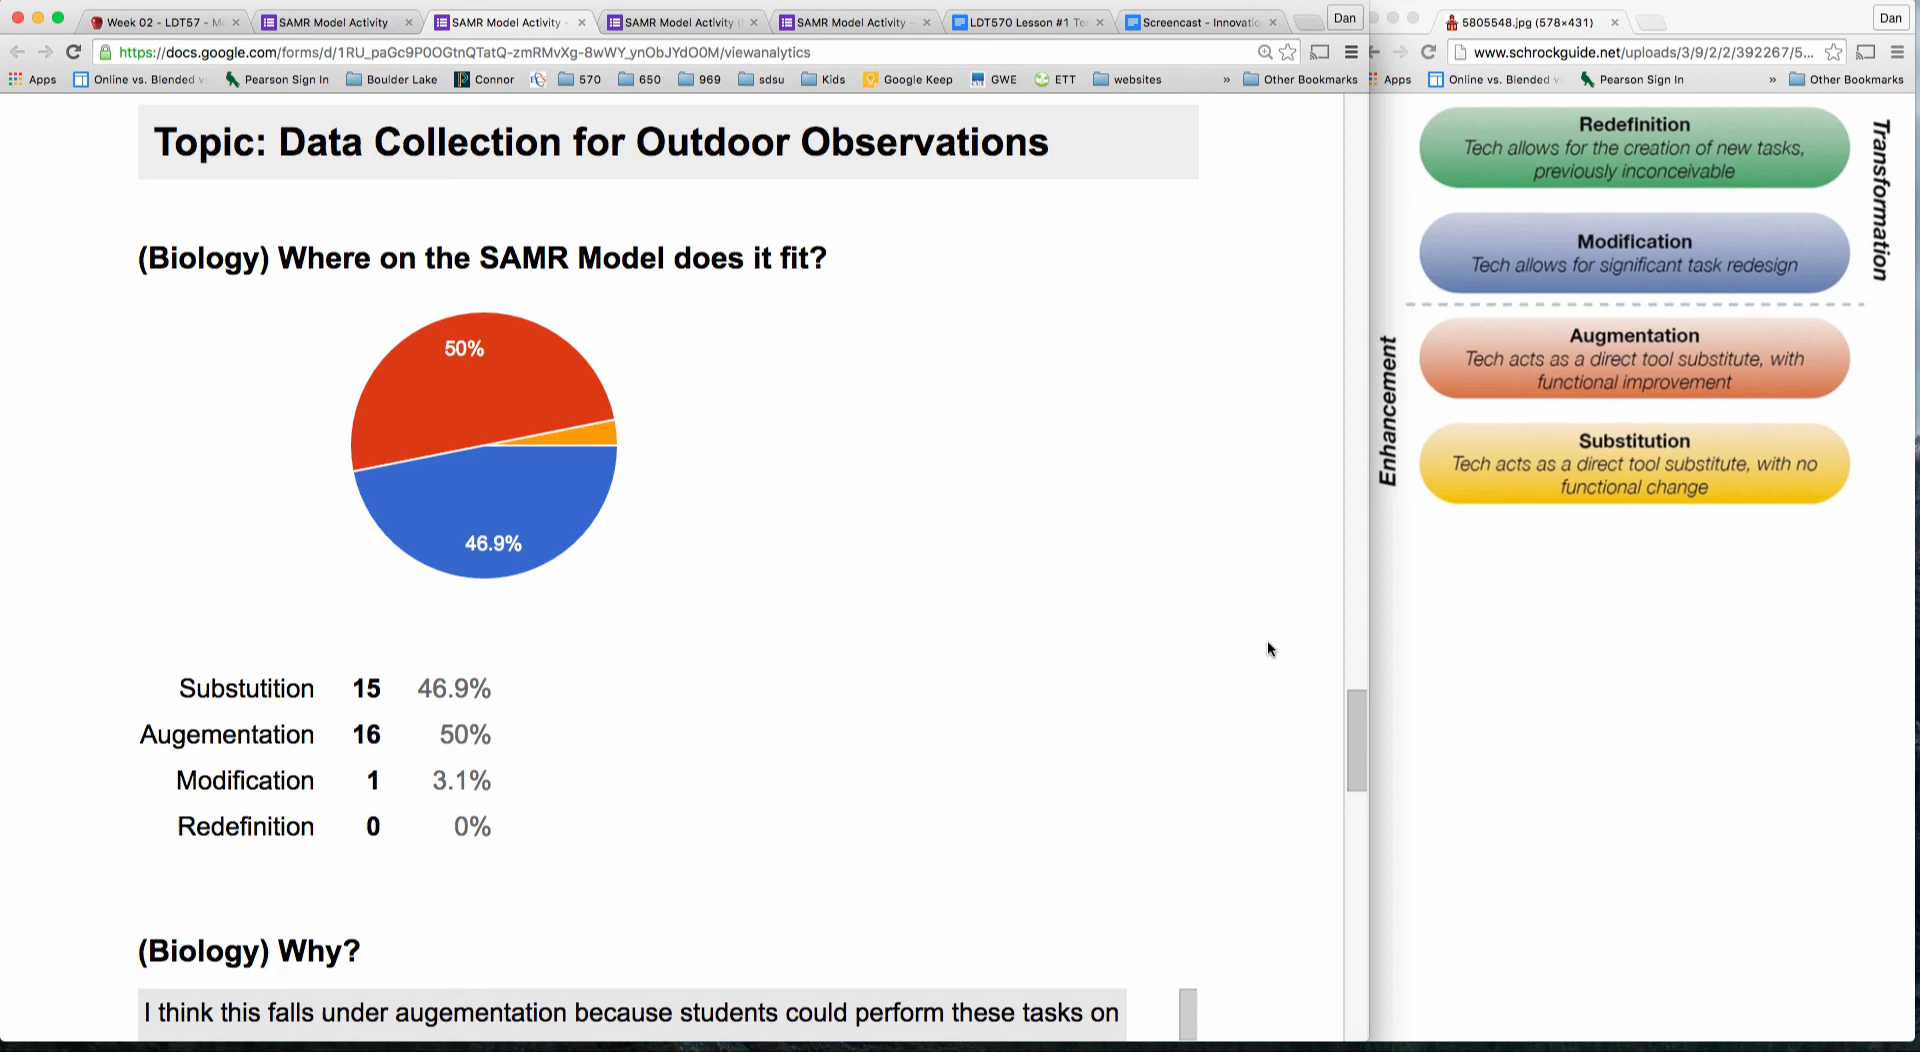 Week 02 - LDT57 - M
SAMR Model Activity
SAMR Model Activity -
SAMR Model Activity (
SAMR Model Activity -
LDT570 Lesson #1 Te
Screencast - Innovatio
Dan
https://docs.google.com/forms/d/1RU_paGc9P0OGtnQTatQ-zmRMvXg-8wWY_ynObJYdO0M/viewanalytics
Apps
Online vs. Blended v
Pearson Sign In
Boulder Lake
Connor
570
650
969
sdsu
Kids
Google Keep
GWE
ETT
websites
»
Other Bookmarks
Topic: Data Collection for Outdoor Observations
(Biology) Where on the SAMR Model does it fit?
50%
46.9%
Substutition 15 46.9%
Augementation 16 50%
Modification 1 3.1%
Redefinition 0 0%
(Biology) Why?
I think this falls under augementation because students could perform these tasks on
5805548.jpg (578×431)
Dan
www.schrockguide.net/uploads/3/9/2/2/392267/5...
Apps
Online vs. Blended v
Pearson Sign In
»
Other Bookmarks
Redefinition
Tech allows for the creation of new tasks,
previously inconceivable
Modification
Tech allows for significant task redesign
Transformation
Augmentation
Tech acts as a direct tool substitute, with
functional improvement
Substitution
Tech acts as a direct tool substitute, with no
functional change
Enhancement